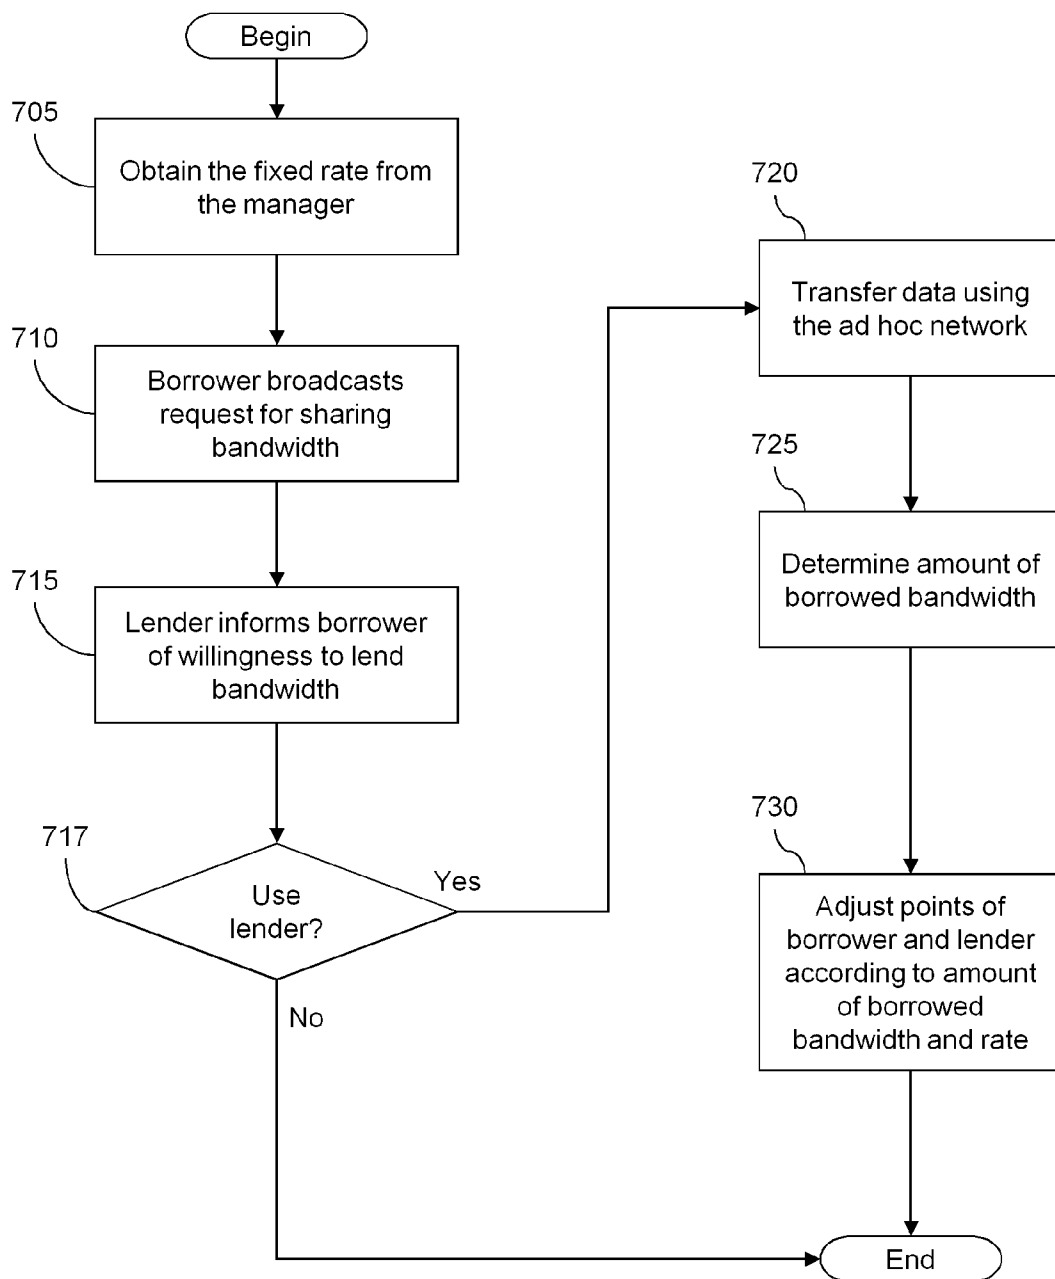 Begin
705
Obtain the fixed rate from
the manager
710
Borrower broadcasts
request for sharing
bandwidth
715
Lender informs borrower
of willingness to lend
bandwidth
717
Use
lender?
Yes
No
720
Transfer data using
the ad hoc network
725
Determine amount of
borrowed bandwidth
730
Adjust points of
borrower and lender
according to amount
of borrowed
bandwidth and rate
End